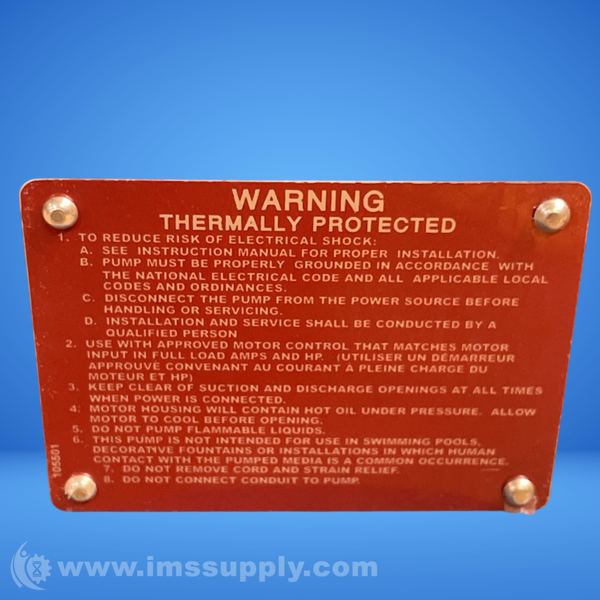 WARNING
THERMALLY PROTECTED
1. TO REDUCE RISK OF ELECTRICAL SHOCK:
A. SEE INSTRUCTION MANUAL FOR PROPER INSTALLATION.
B. PUMP MUST BE PROPERLY GROUNDED IN ACCORDANCE WITH
THE NATIONAL ELECTRICAL CODE AND ALL APPLICABLE LOCAL
CODES AND ORDINANCES.
C. DISCONNECT THE PUMP FROM THE POWER SOURCE BEFORE
HANDLING OR SERVICING.
D. INSTALLATION AND SERVICE SHALL BE CONDUCTED BY A
QUALIFIED PERSON
2. USE WITH APPROVED MOTOR CONTROL THAT MATCHES MOTOR
INPUT IN FULL LOAD AMPS AND HP. (UTILISER UN DÉMARREUR
APPROUVÉ CONVENANT AU COURANT A PLEINE CHARGE DU
MOTEUR ET HP)
3. KEEP CLEAR OF SUCTION AND DISCHARGE OPENINGS AT ALL TIMES
WHEN POWER IS CONNECTED.
4. MOTOR HOUSING WILL CONTAIN HOT OIL UNDER PRESSURE. ALLOW
MOTOR TO COOL BEFORE OPENING.
5. DO NOT PUMP FLAMMABLE LIQUIDS.
6. THIS PUMP IS NOT INTENDED FOR USE IN SWIMMING POOLS,
DECORATIVE FOUNTAINS OR INSTALLATIONS IN WHICH HUMAN
CONTACT WITH THE PUMPED MEDIA IS A COMMON OCCURRENCE.
7. DO NOT REMOVE CORD AND STRAIN RELIEF.
8. DO NOT CONNECT CONDUIT TO PUMP.
105501
www.imssupply.com